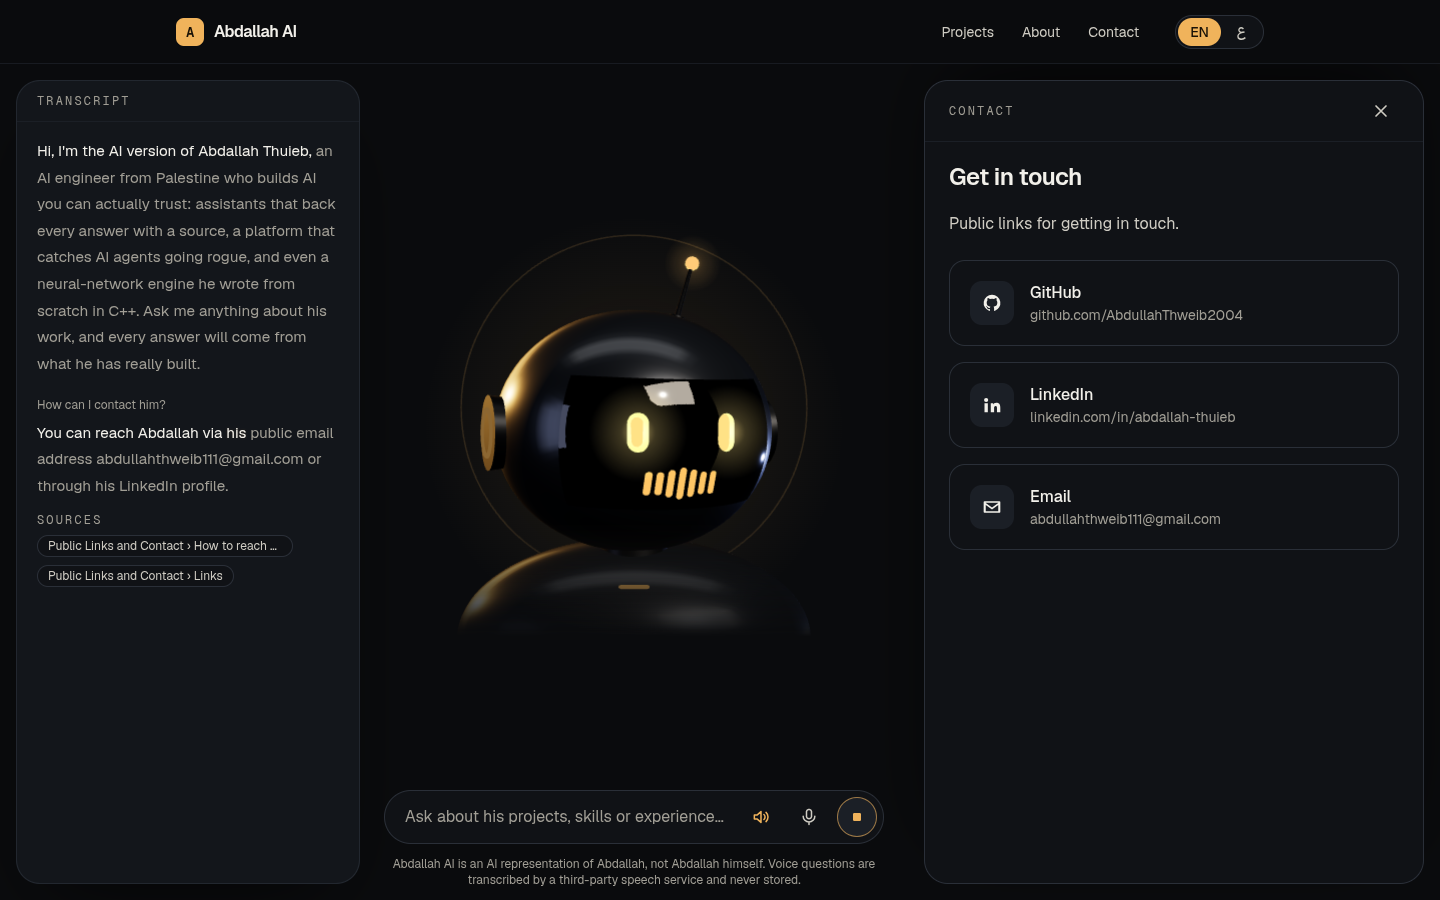 A Abdallah AI
Projects About Contact EN ع
TRANSCRIPT
Hi, I'm the AI version of Abdallah Thuieb, an
AI engineer from Palestine who builds AI
you can actually trust: assistants that back
every answer with a source, a platform that
catches AI agents going rogue, and even a
neural-network engine he wrote from
scratch in C++. Ask me anything about his
work, and every answer will come from
what he has really built.
How can I contact him?
You can reach Abdallah via his public email
address abdullahthweib111@gmail.com or
through his LinkedIn profile.
SOURCES
Public Links and Contact › How to reach ...
Public Links and Contact › Links
Ask about his projects, skills or experience...
Abdallah AI is an AI representation of Abdallah, not Abdallah himself. Voice questions are
transcribed by a third-party speech service and never stored.
CONTACT
Get in touch
Public links for getting in touch.
GitHub
github.com/AbdullahThweib2004
LinkedIn
linkedin.com/in/abdallah-thuieb
Email
abdullahthweib111@gmail.com